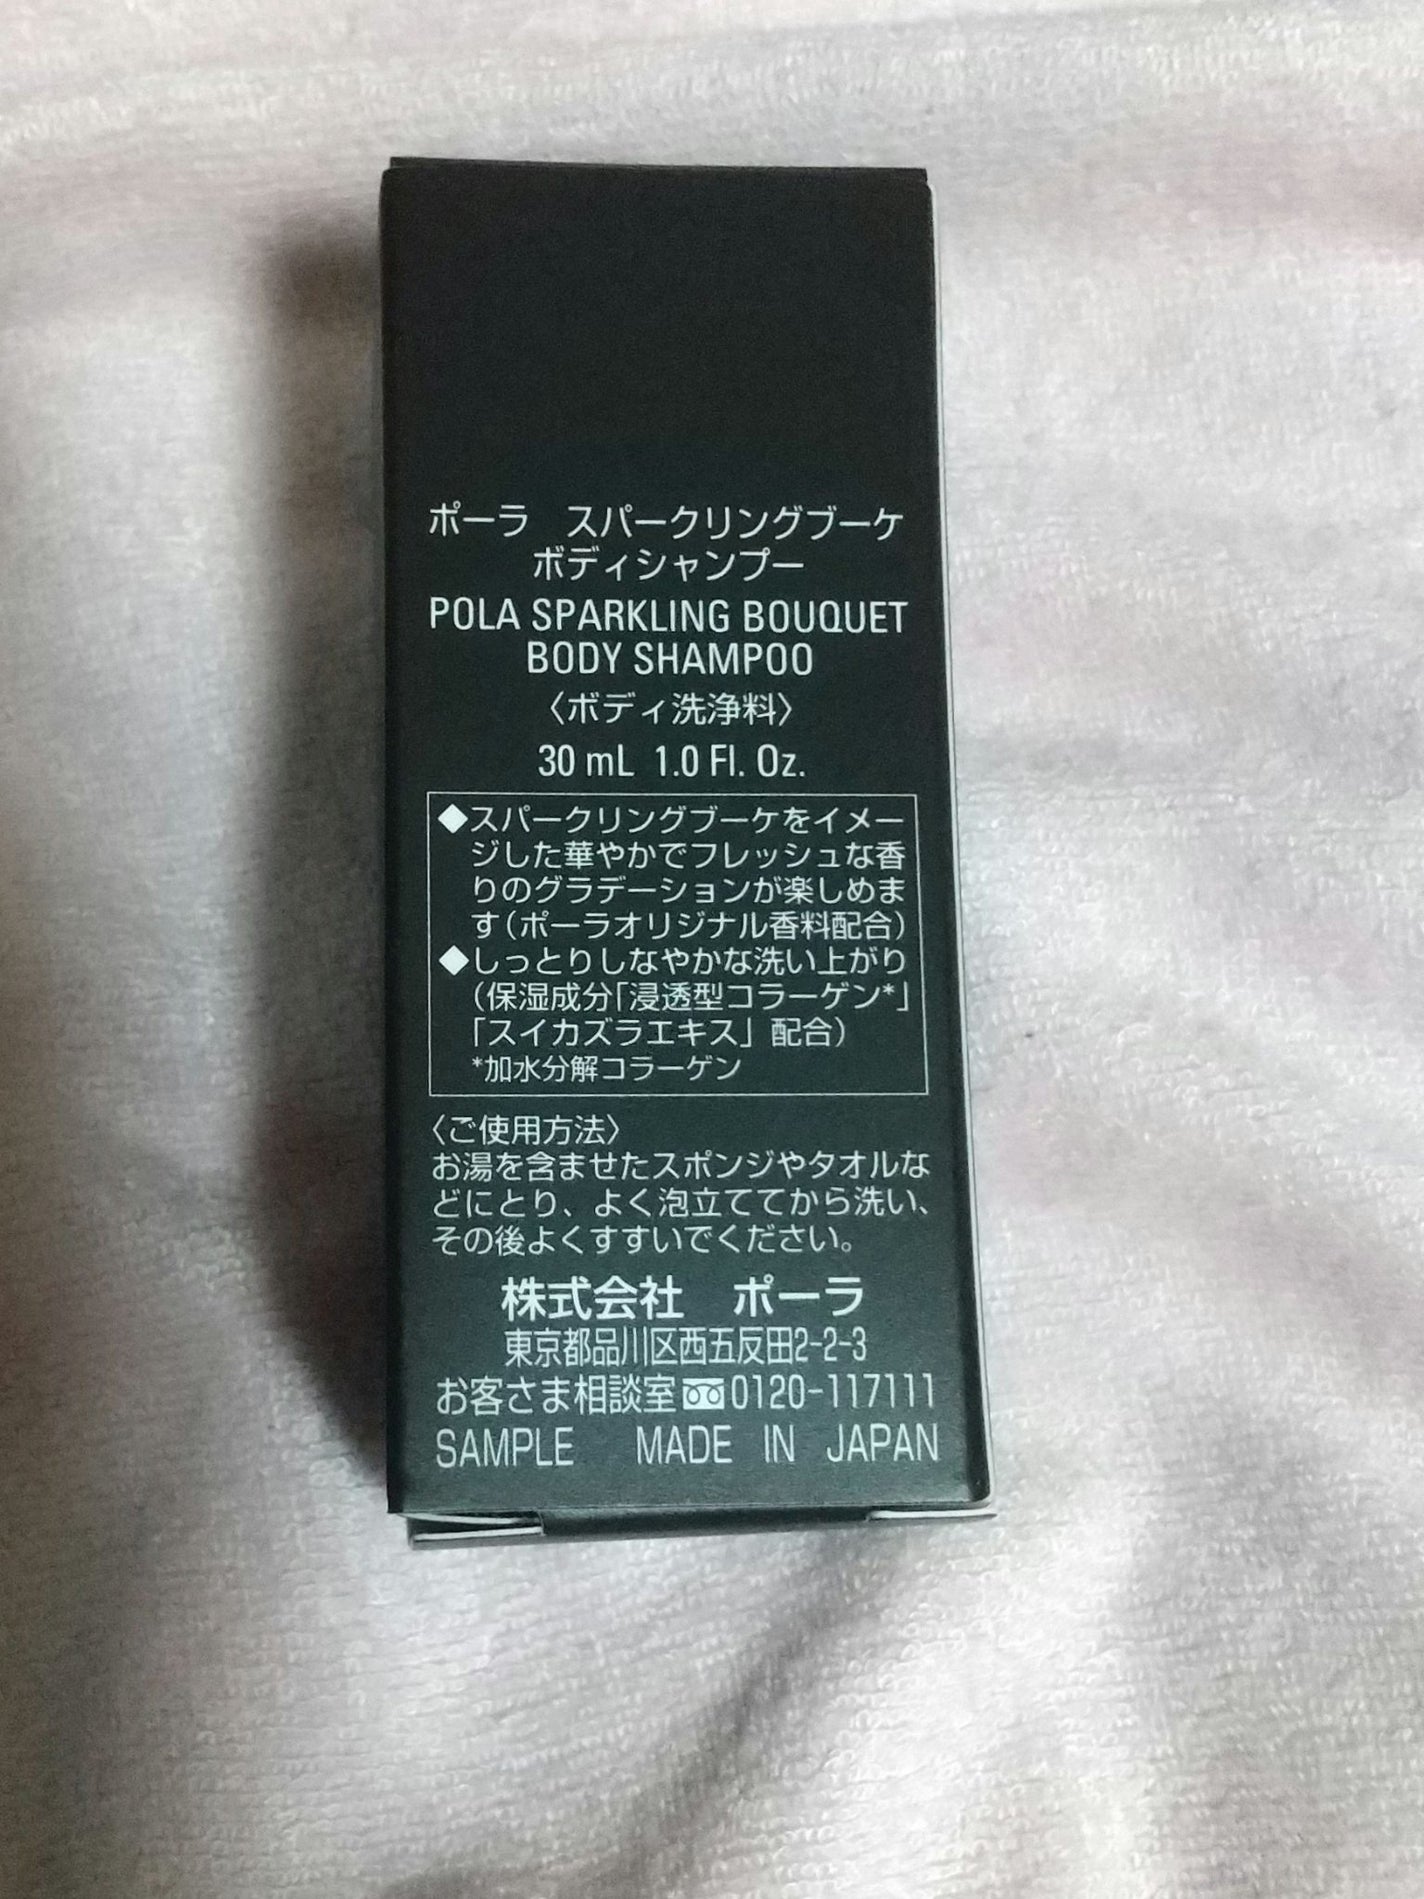 ポーラ　スパークリングブーケ
ボディシャンプー
POLA SPARKLING BOUQUET
BODY SHAMPOO
〈ボディ洗浄料〉
30 mL 1.0 Fl. Oz.
◆スパークリングブーケをイメー
ジした華やかでフレッシュな香
りのグラデーションが楽しめま
す（ポーラオリジナル香料配合）
◆しっとりしなやかな洗い上がり
（保湿成分「浸透型コラーゲン*」
「スイカズラエキス」配合）
*加水分解コラーゲン
〈ご使用方法〉
お湯を含ませたスポンジやタオルな
どにとり、よく泡立ててから洗い、
その後よくすすいでください。
株式会社　ポーラ
東京都品川区西五反田2-2-3
お客さま相談室 0120-117111
SAMPLE MADE IN JAPAN